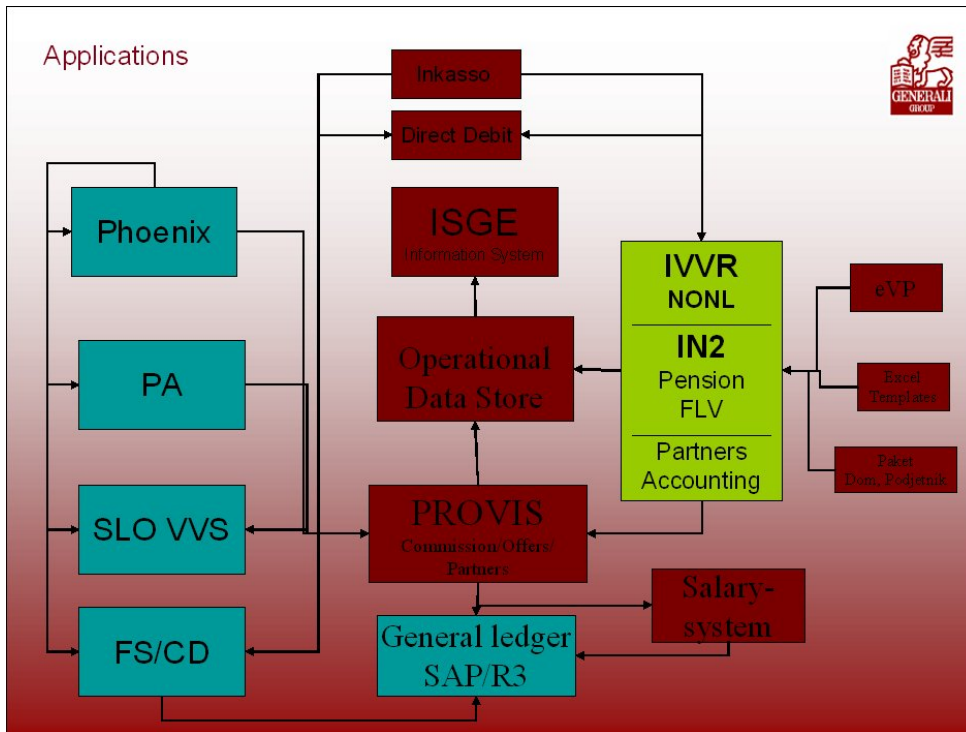 Applications
Inkasso
GENERALI
GROUP
Direct Debit
Phoenix
ISGE
Information System
IVVR
NONL
eVP
PA
Operational
Data Store
IN2
Pension
FLV
Excel
Templates
Partners
Accounting
Paket
Dom, Podjetnik
SLO VVS
PROVIS
Commission/Offers/
Partners
Salary-
system
FS/CD
General ledger
SAP/R3